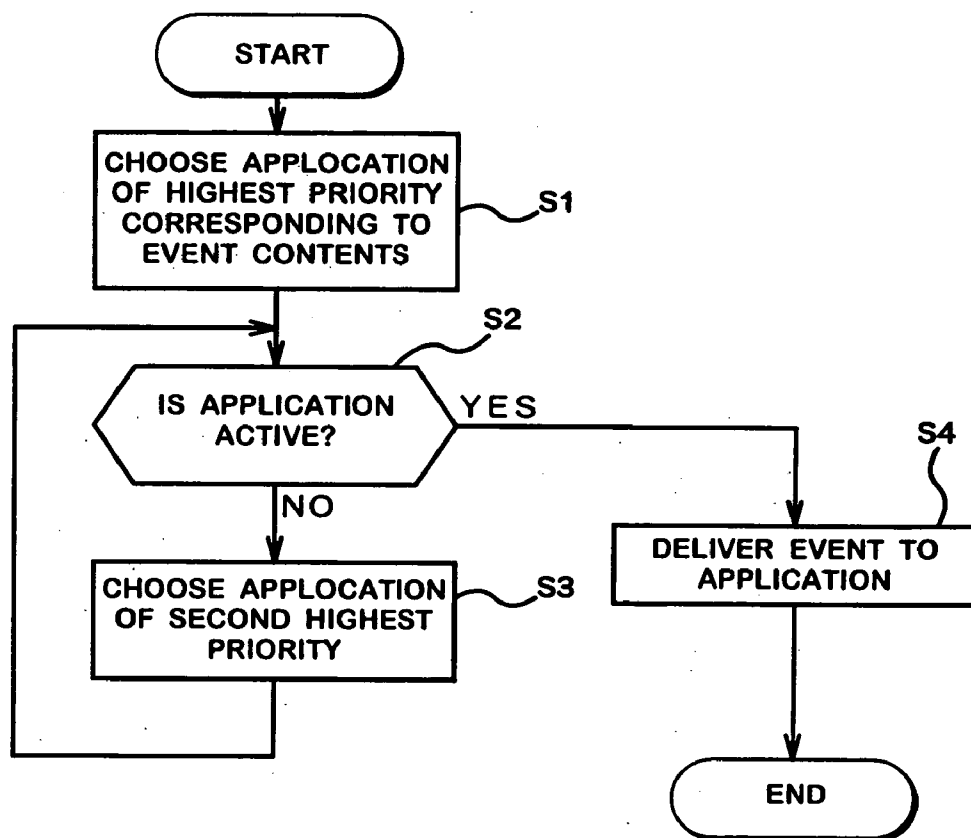 START
CHOOSE APPLOCATION
OF HIGHEST PRIORITY
CORRESPONDING TO
EVENT CONTENTS
S1
S2
IS APPLICATION
ACTIVE?
YES
NO
S4
DELIVER EVENT TO
APPLICATION
CHOOSE APPLOCATION
OF SECOND HIGHEST
PRIORITY
S3
END